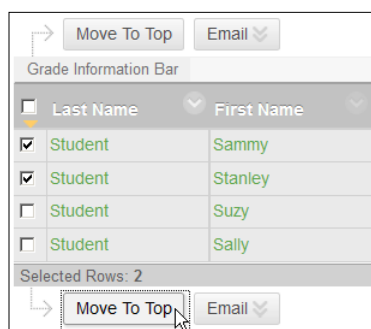 Move To Top Email
Grade Information Bar
Last Name First Name
Student Sammy
Student Stanley
Student Suzy
Student Sally
Selected Rows: 2
Move To Top Email